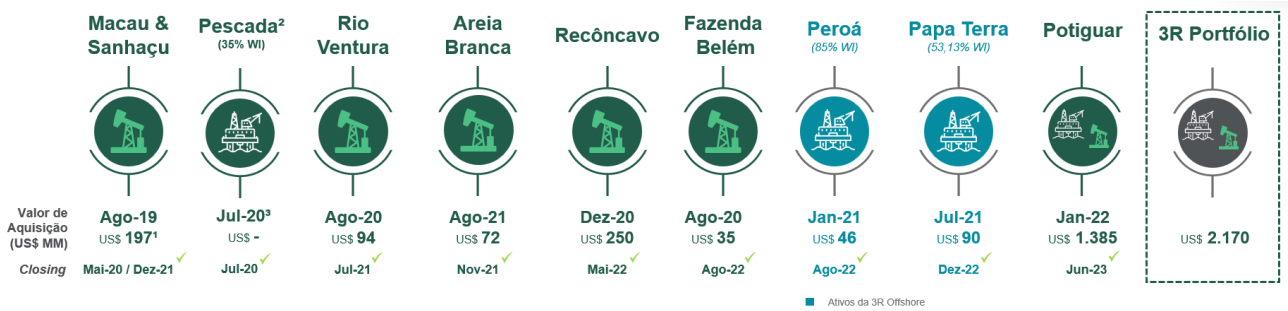 Macau &
Sanhaçu
Pescada²
(35% WI)
Rio
Ventura
Areia
Branca
Recôncavo
Fazenda
Belém
Peroá
(85% WI)
Papa Terra
(53,13% WI)
Potiguar
3R Portfólio
Valor de
Aquisição
(US$ MM)
Ago-19
US$ 197¹
Jul-20³
US$ -
Ago-20
US$ 94
Ago-21
US$ 72
Dez-20
US$ 250
Ago-20
US$ 35
Jan-21
US$ 46
Jul-21
US$ 90
Jan-22
US$ 1.385
US$ 2.170
Closing
Mai-20 / Dez-21
Jul-20
Jul-21
Nov-21
Mai-22
Ago-22
Ago-22
Dez-22
Jun-23
Ativos da 3R Offshore